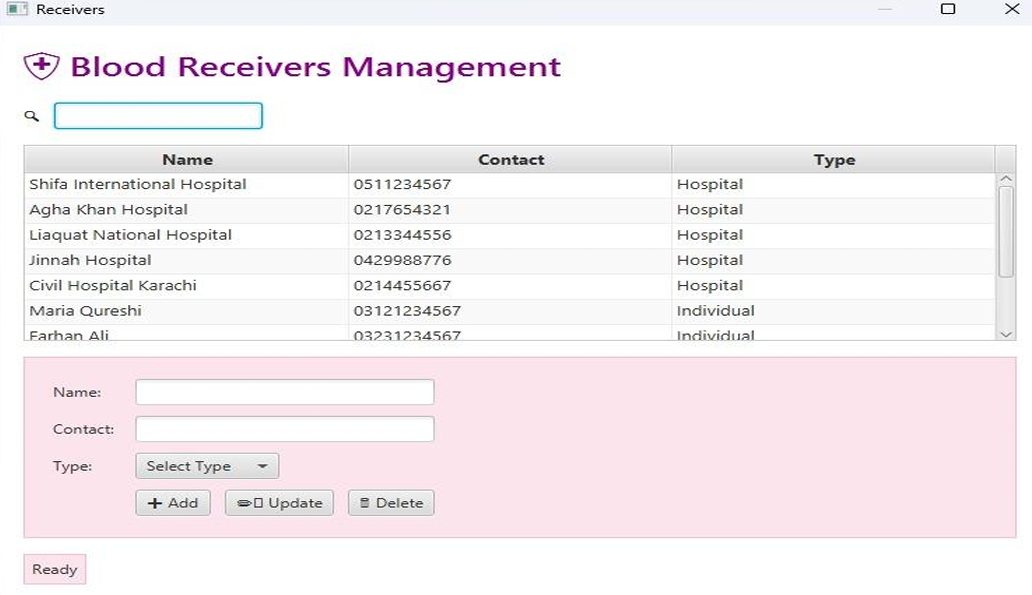 Receivers
Blood Receivers Management
Name Contact Type
Shifa International Hospital 0511234567 Hospital
Agha Khan Hospital 0217654321 Hospital
Liaquat National Hospital 0213344556 Hospital
Jinnah Hospital 0429988776 Hospital
Civil Hospital Karachi 0214455667 Hospital
Maria Qureshi 03121234567 Individual
Farhan Ali 03231234567 Individual
Name:
Contact:
Type: Select Type
Add Update Delete
Ready